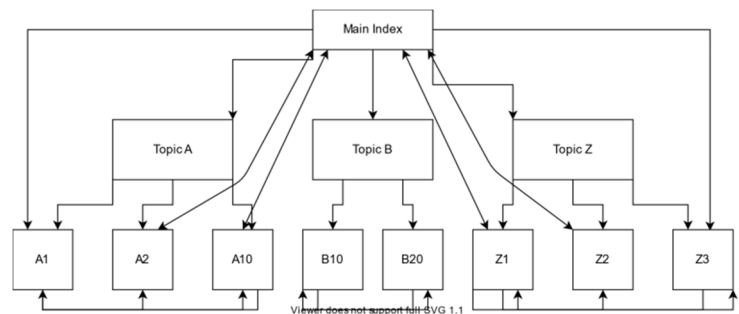 Main Index
Topic A
Topic B
Topic Z
A1
A2
A10
B10
B20
Z1
Z2
Z3
Viewer does not support full SVG 1.1